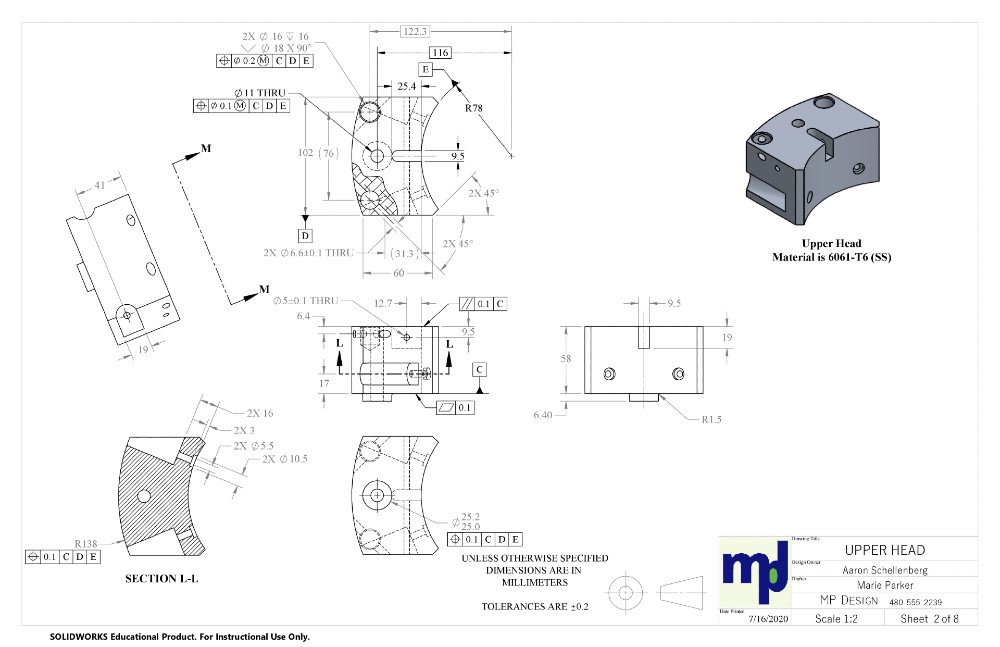 122.3
2X ⌀ 16 ↧ 16
⌵ ⌀ 18 X 90°
⌖ ⌀ 0.2 Ⓜ C D E
116
E
25.4
⌀11 THRU
⌖ ⌀ 0.1 Ⓜ C D E
R78
102
(76)
9.5
M
41
2X 45°
D
2X 45°
2X ⌀6.6±0.1 THRU
(31.3)
60
M
Upper Head
Material is 6061-T6 (SS)
19
⌀5±0.1 THRU
12.7
⫽ 0.1 C
9.5
6.4
9.5
L
L
19
58
17
C
⏥ 0.1
6.40
R1.5
2X 16
2X 3
2X ⌀5.5
2X ⌀10.5
R138
⌖ 0.1 C D E
SECTION L-L
⌀ 25.2
25.0
⌖ 0.1 C D E
UNLESS OTHERWISE SPECIFIED
DIMENSIONS ARE IN
MILLIMETERS
TOLERANCES ARE ±0.2
mpd
Drawing Title
UPPER HEAD
Design Owner
Aaron Schellenberg
Drafter
Marie Parker
MP DESIGN 480 555 2239
Date Printed
7/16/2020
Scale 1:2
Sheet 2 of 8
SOLIDWORKS Educational Product. For Instructional Use Only.